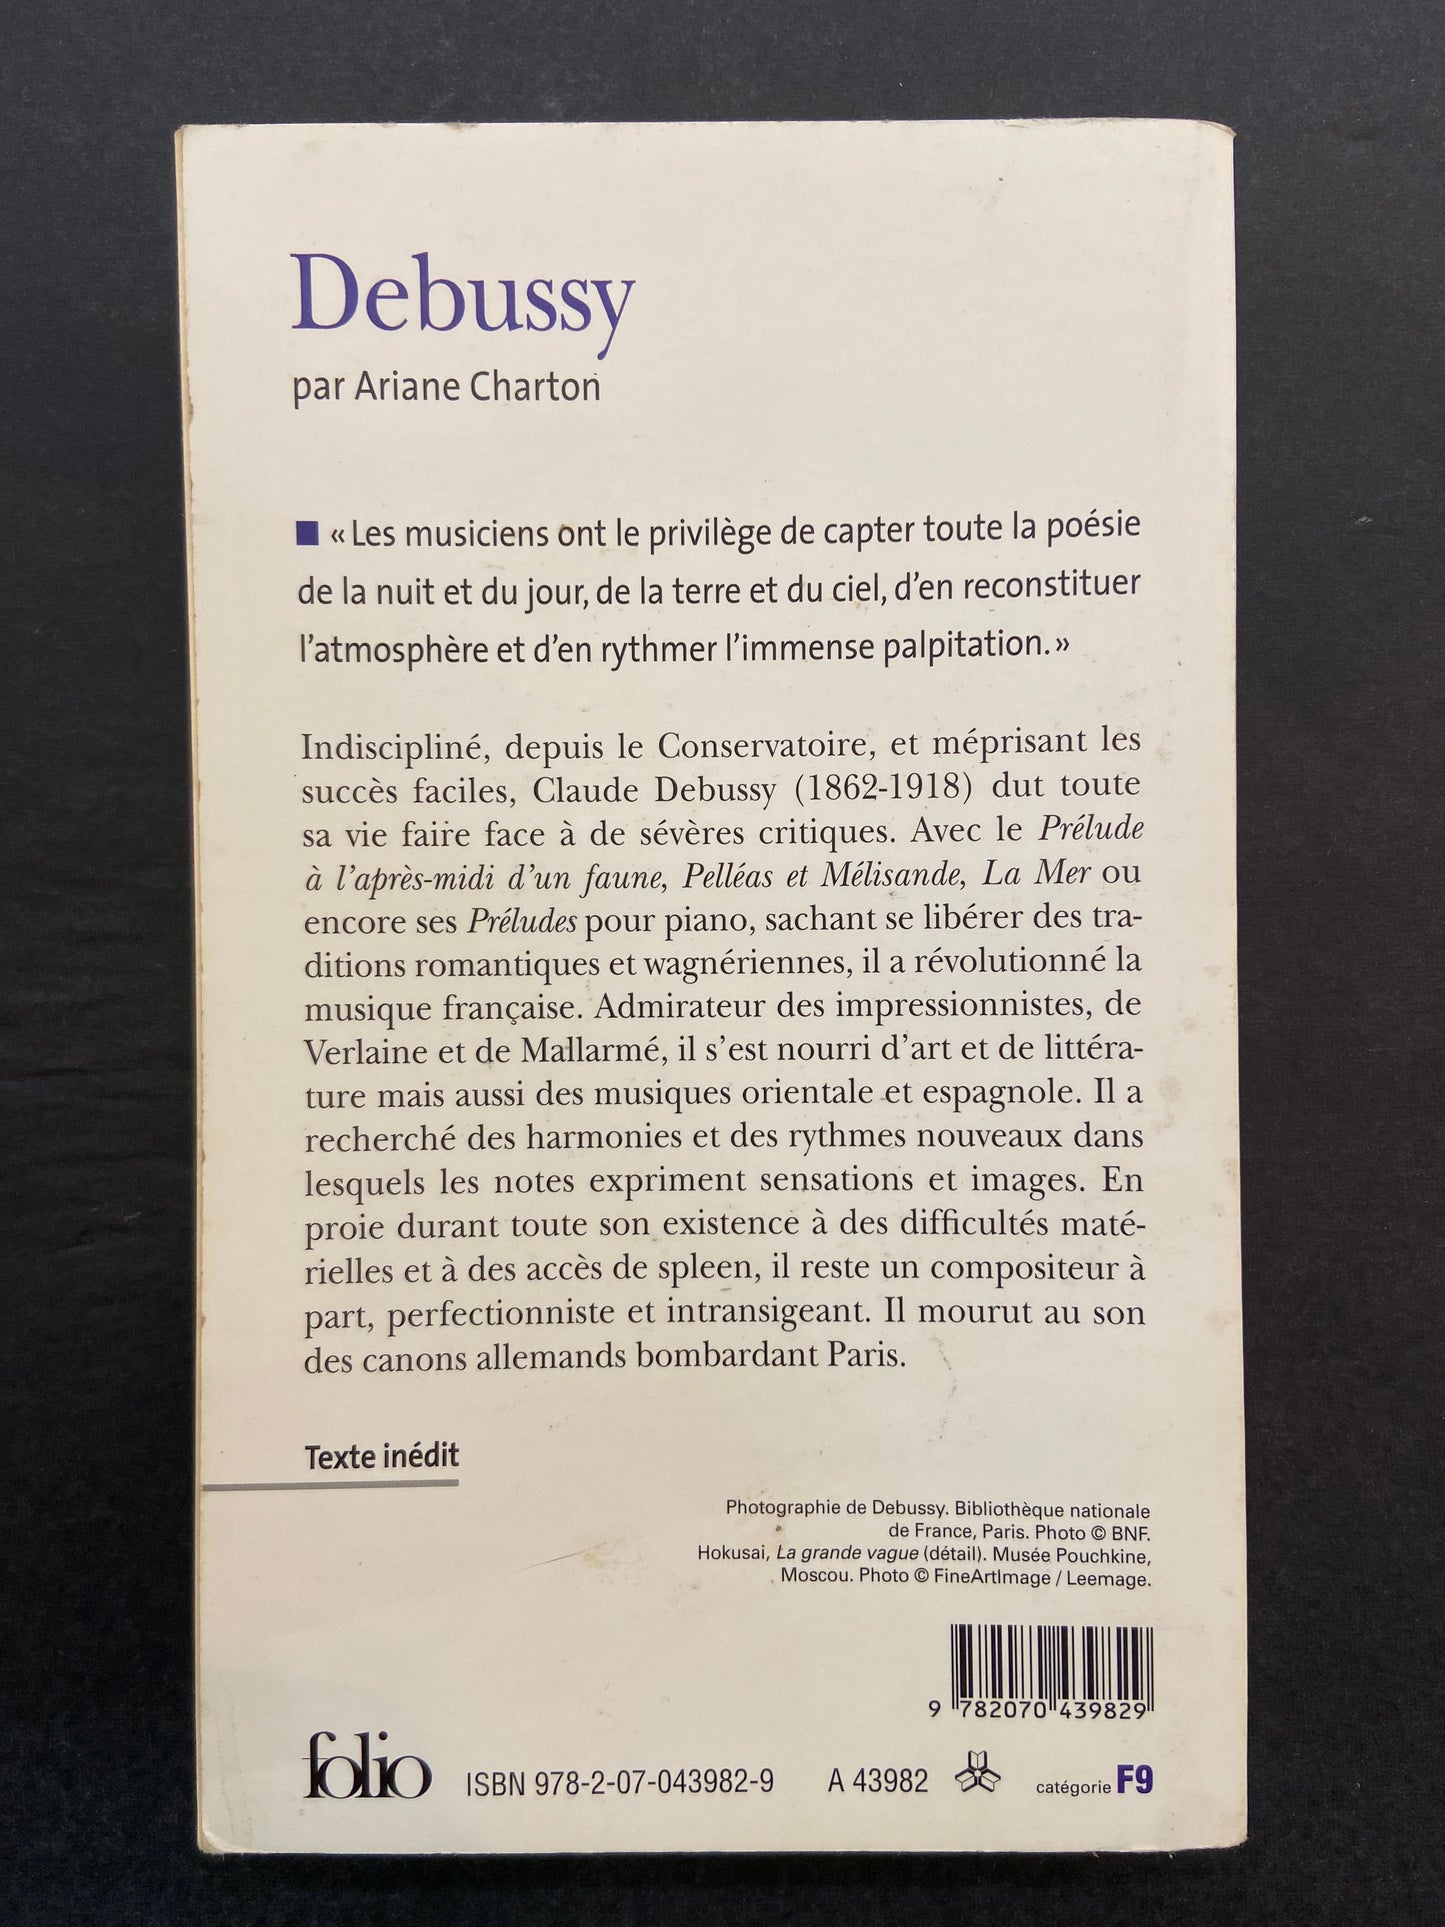 Debussy
par Ariane Charton
■ « Les musiciens ont le privilège de capter toute la poésie
de la nuit et du jour, de la terre et du ciel, d'en reconstituer
l'atmosphère et d'en rythmer l'immense palpitation. »
Indiscipliné, depuis le Conservatoire, et méprisant les
succès faciles, Claude Debussy (1862-1918) dut toute
sa vie faire face à de sévères critiques. Avec le Prélude
à l'après-midi d'un faune, Pelléas et Mélisande, La Mer ou
encore ses Préludes pour piano, sachant se libérer des tra-
ditions romantiques et wagnériennes, il a révolutionné la
musique française. Admirateur des impressionnistes, de
Verlaine et de Mallarmé, il s'est nourri d'art et de littéra-
ture mais aussi des musiques orientale et espagnole. Il a
recherché des harmonies et des rythmes nouveaux dans
lesquels les notes expriment sensations et images. En
proie durant toute son existence à des difficultés maté-
rielles et à des accès de spleen, il reste un compositeur à
part, perfectionniste et intransigeant. Il mourut au son
des canons allemands bombardant Paris.
Texte inédit
Photographie de Debussy. Bibliothèque nationale
de France, Paris. Photo © BNF.
Hokusai, La grande vague (détail). Musée Pouchkine,
Moscou. Photo © FineArtImage / Leemage.
9 782070 439829
folio ISBN 978-2-07-043982-9 A 43982 catégorie F9